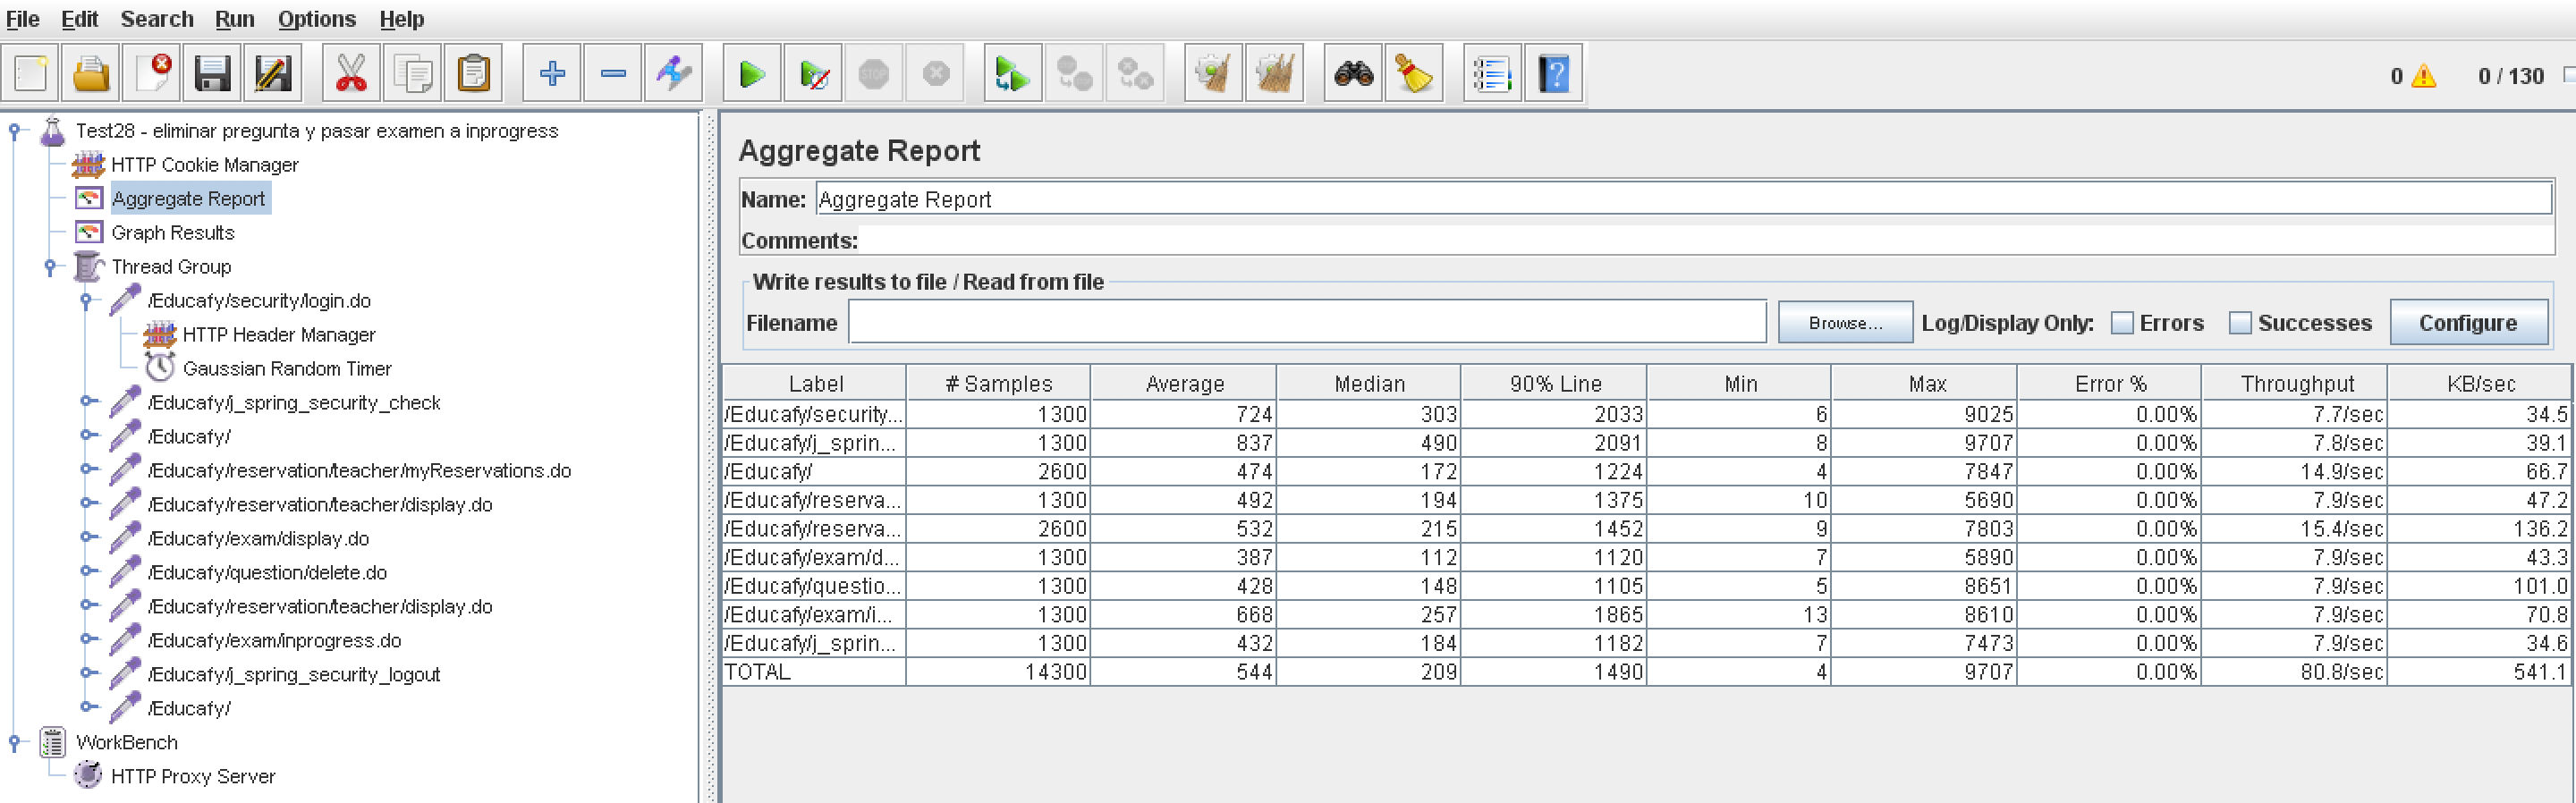 File Edit Search Run Options Help
0 0 / 130
Test28 - eliminar pregunta y pasar examen a inprogress
HTTP Cookie Manager
Aggregate Report
Graph Results
Thread Group
/Educafy/security/login.do
HTTP Header Manager
Gaussian Random Timer
/Educafy/j_spring_security_check
/Educafy/
/Educafy/reservation/teacher/myReservations.do
/Educafy/reservation/teacher/display.do
/Educafy/exam/display.do
/Educafy/question/delete.do
/Educafy/reservation/teacher/display.do
/Educafy/exam/inprogress.do
/Educafy/j_spring_security_logout
/Educafy/
WorkBench
HTTP Proxy Server
Aggregate Report
Name: Aggregate Report
Comments:
Write results to file / Read from file
Filename Browse... Log/Display Only: Errors Successes Configure
Label # Samples Average Median 90% Line Min Max Error % Throughput KB/sec
/Educafy/security... 1300 724 303 2033 6 9025 0.00% 7.7/sec 34.5
/Educafy/j_sprin... 1300 837 490 2091 8 9707 0.00% 7.8/sec 39.1
/Educafy/ 2600 474 172 1224 4 7847 0.00% 14.9/sec 66.7
/Educafy/reserva... 1300 492 194 1375 10 5690 0.00% 7.9/sec 47.2
/Educafy/reserva... 2600 532 215 1452 9 7803 0.00% 15.4/sec 136.2
/Educafy/exam/d... 1300 387 112 1120 7 5890 0.00% 7.9/sec 43.3
/Educafy/questio... 1300 428 148 1105 5 8651 0.00% 7.9/sec 101.0
/Educafy/exam/i... 1300 668 257 1865 13 8610 0.00% 7.9/sec 70.8
/Educafy/j_sprin... 1300 432 184 1182 7 7473 0.00% 7.9/sec 34.6
TOTAL 14300 544 209 1490 4 9707 0.00% 80.8/sec 541.1